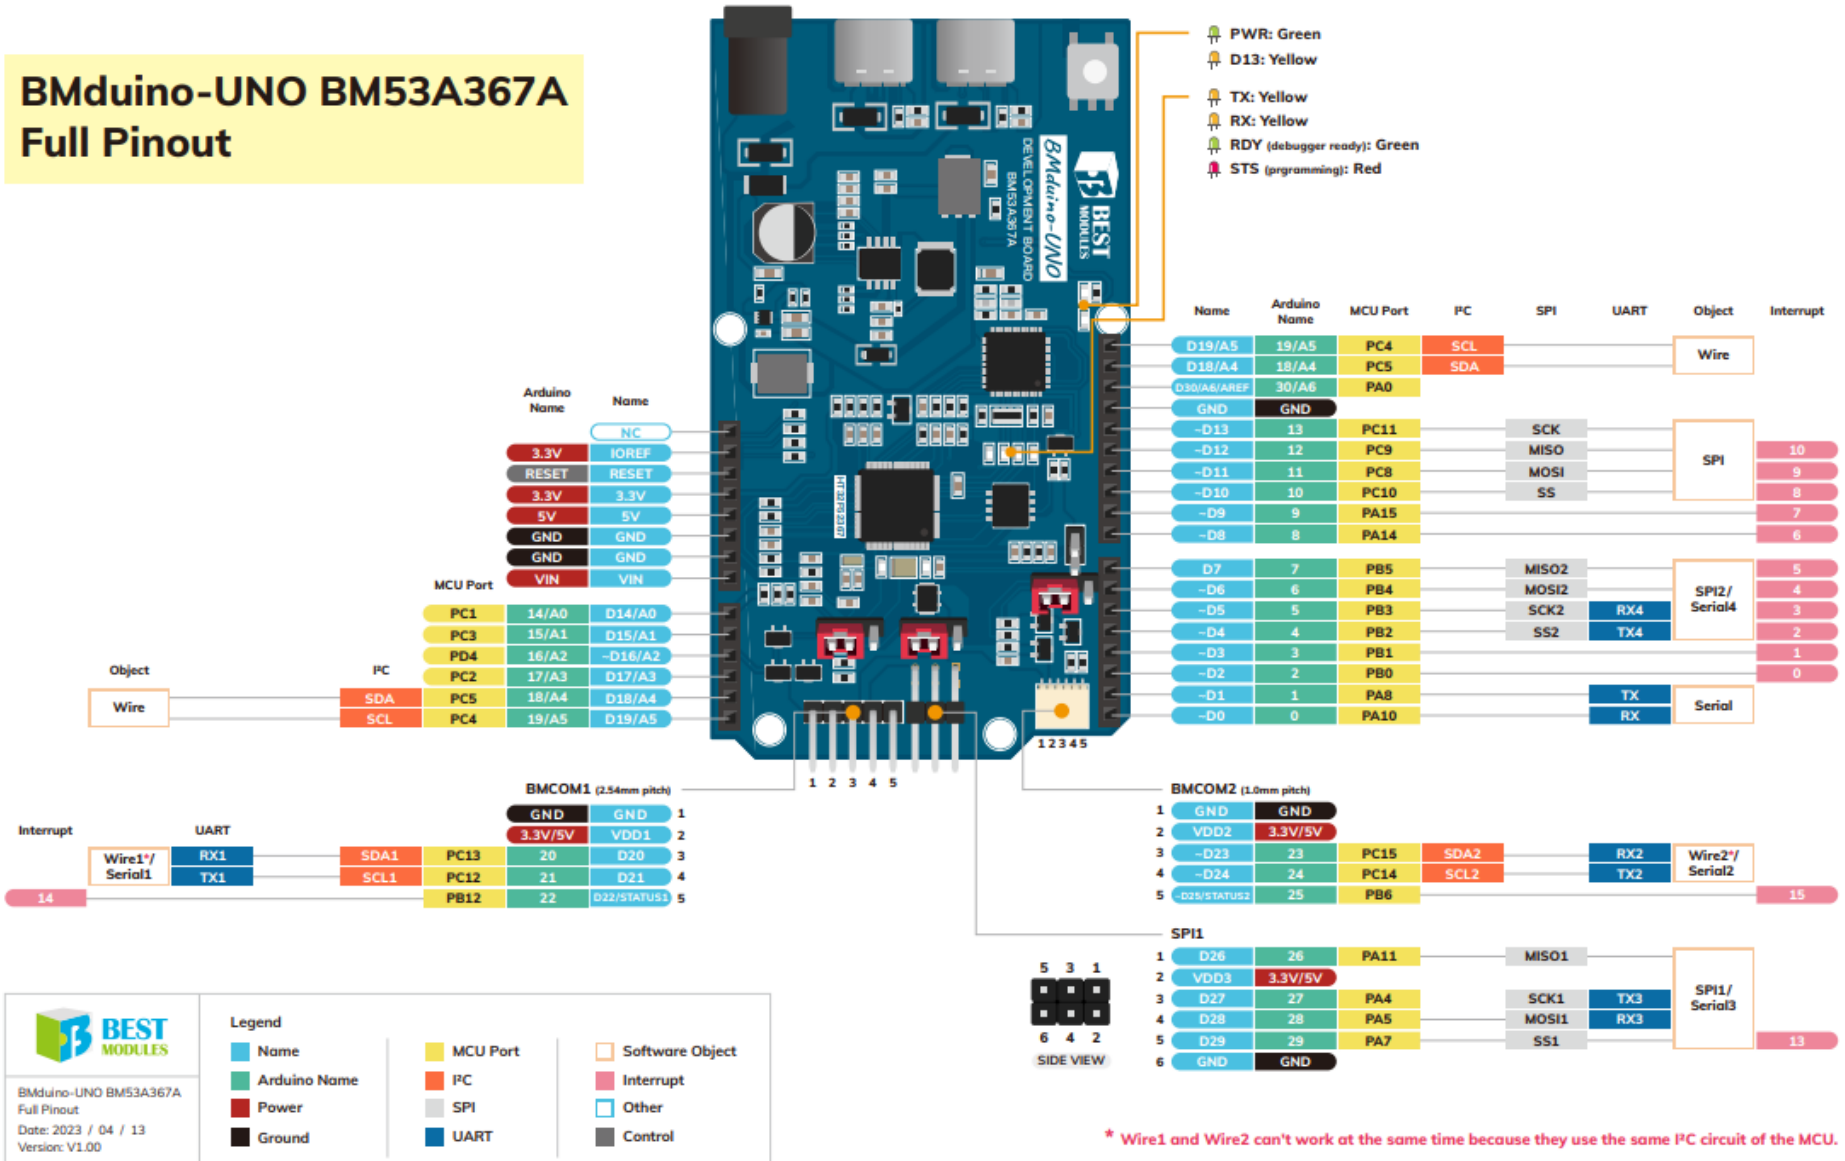 BMduino-UNO BM53A367A
Full Pinout
PWR: Green
D13: Yellow
TX: Yellow
RX: Yellow
RDY (debugger ready): Green
STS (prgramming): Red
BMduino-UNO
DEVELOPMENT BOARD
BM53A367A
BEST
MODULES
HT32F52367
Arduino Name Name
NC
3.3V IOREF
RESET RESET
3.3V 3.3V
5V 5V
GND GND
GND GND
VIN VIN
MCU Port
PC1 14/A0 D14/A0
PC3 15/A1 D15/A1
PD4 16/A2 ~D16/A2
Object I²C
PC2 17/A3 D17/A3
Wire
SDA PC5 18/A4 D18/A4
SCL PC4 19/A5 D19/A5
Name Arduino Name MCU Port I²C SPI UART Object Interrupt
D19/A5 19/A5 PC4 SCL
Wire
D18/A4 18/A4 PC5 SDA
D30/A6/AREF 30/A6 PA0
GND GND
~D13 13 PC11 SCK
~D12 12 PC9 MISO 10
SPI
~D11 11 PC8 MOSI 9
~D10 10 PC10 SS 8
~D9 9 PA15 7
~D8 8 PA14 6
D7 7 PB5 MISO2 5
~D6 6 PB4 MOSI2 4
SPI2/
Serial4
~D5 5 PB3 SCK2 RX4 3
~D4 4 PB2 SS2 TX4 2
~D3 3 PB1 1
~D2 2 PB0 0
~D1 1 PA8 TX
Serial
~D0 0 PA10 RX
1 2 3 4 5
1 2 3 4 5
BMCOM1 (2.54mm pitch)
GND GND 1
Interrupt UART
3.3V/5V VDD1 2
Wire1*/
Serial1
RX1 SDA1 PC13 20 D20 3
TX1 SCL1 PC12 21 D21 4
14 PB12 22 D22/STATUS1 5
BMCOM2 (1.0mm pitch)
1 GND GND
2 VDD2 3.3V/5V
3 ~D23 23 PC15 SDA2 RX2
Wire2*/
Serial2
4 ~D24 24 PC14 SCL2 TX2
5 ~D25/STATUS2 25 PB6 15
SPI1
1 D26 26 PA11 MISO1
2 VDD3 3.3V/5V
SPI1/
Serial3
3 D27 27 PA4 SCK1 TX3
4 D28 28 PA5 MOSI1 RX3
5 D29 29 PA7 SS1 13
6 GND GND
5 3 1
6 4 2
SIDE VIEW
BEST
MODULES
BMduino-UNO BM53A367A
Full Pinout
Date: 2023 / 04 / 13
Version: V1.00
Legend
Name MCU Port Software Object
Arduino Name I²C Interrupt
Power SPI Other
Ground UART Control
* Wire1 and Wire2 can't work at the same time because they use the same I²C circuit of the MCU.